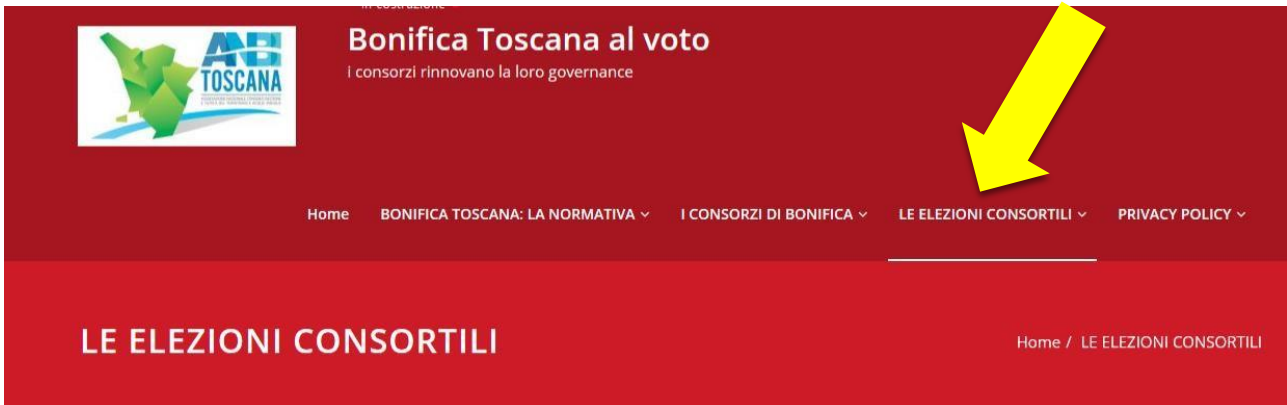 Bonifica Toscana al voto
I consorzi rinnovano la loro governance
ANBI
TOSCANA
Home BONIFICA TOSCANA: LA NORMATIVA I CONSORZI DI BONIFICA LE ELEZIONI CONSORTILI PRIVACY POLICY
LE ELEZIONI CONSORTILI
Home / LE ELEZIONI CONSORTILI